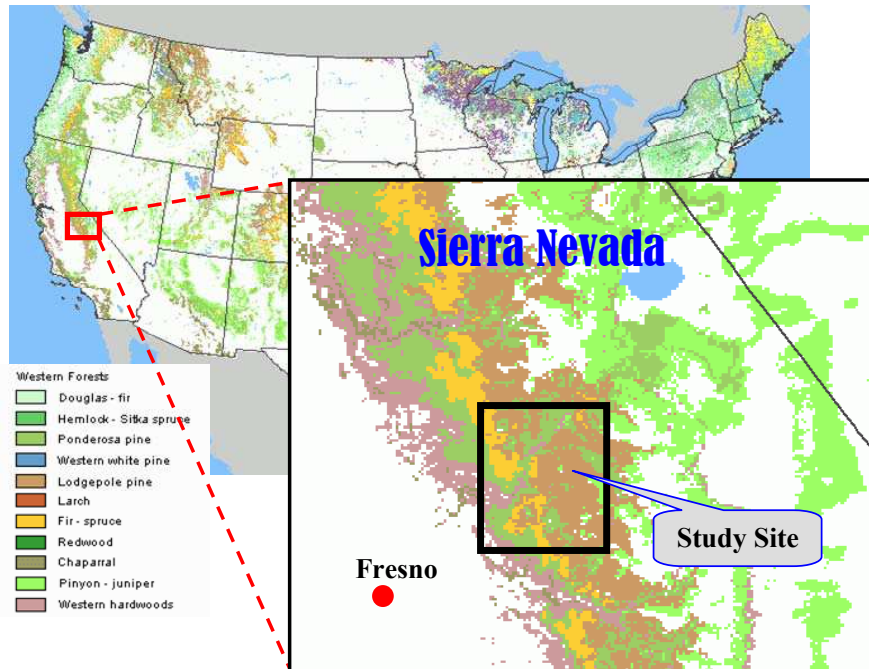 Sierra Nevada
Western Forests
Douglas - fir
Hemlock - Sitka spruce
Ponderosa pine
Western white pine
Lodgepole pine
Larch
Fir - spruce
Redwood
Chaparral
Pinyon - juniper
Western hardwoods
Study Site
Fresno